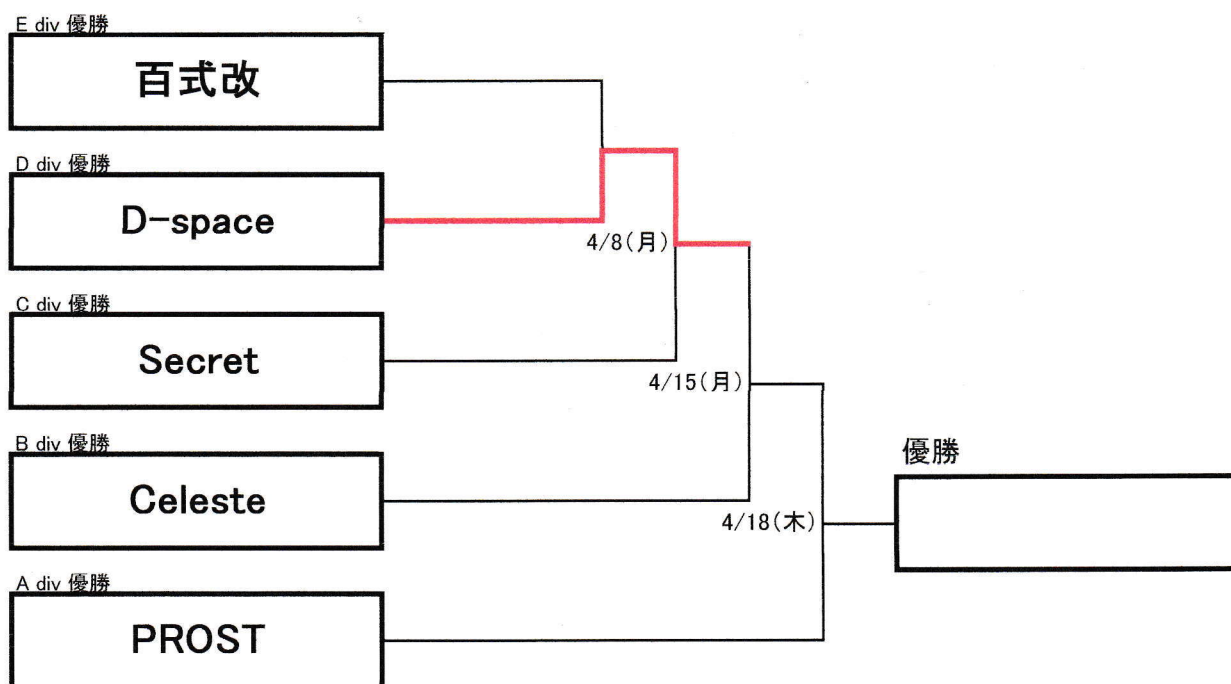 E div 優勝
百式改
D div 優勝
D-space
4/8(月)
C div 優勝
Secret
4/15(月)
B div 優勝
Celeste
優勝
4/18(木)
A div 優勝
PROST